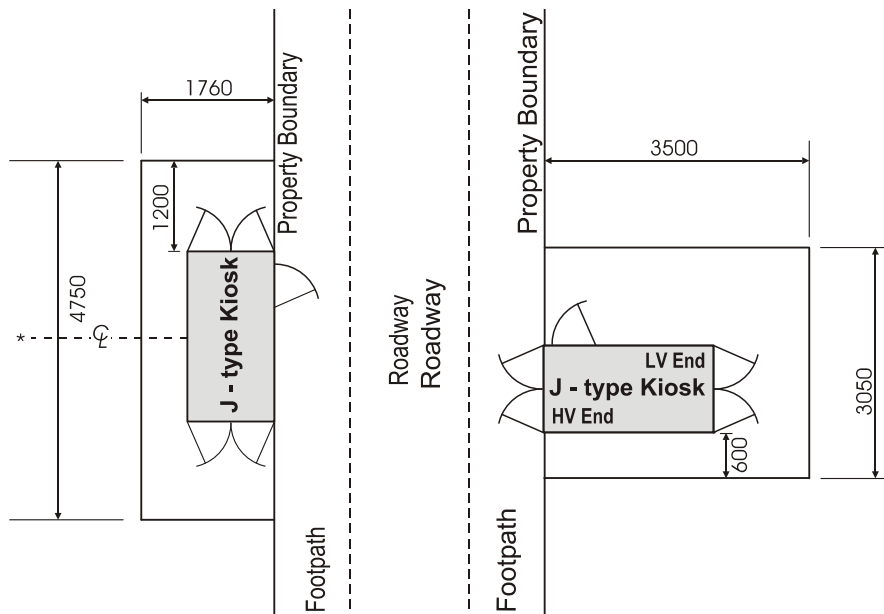 1760
Property Boundary
Property Boundary
3500
1200
4750
J - type Kiosk
* ℄
Roadway
Roadway
LV End
J - type Kiosk
HV End
3050
600
Footpath
Footpath